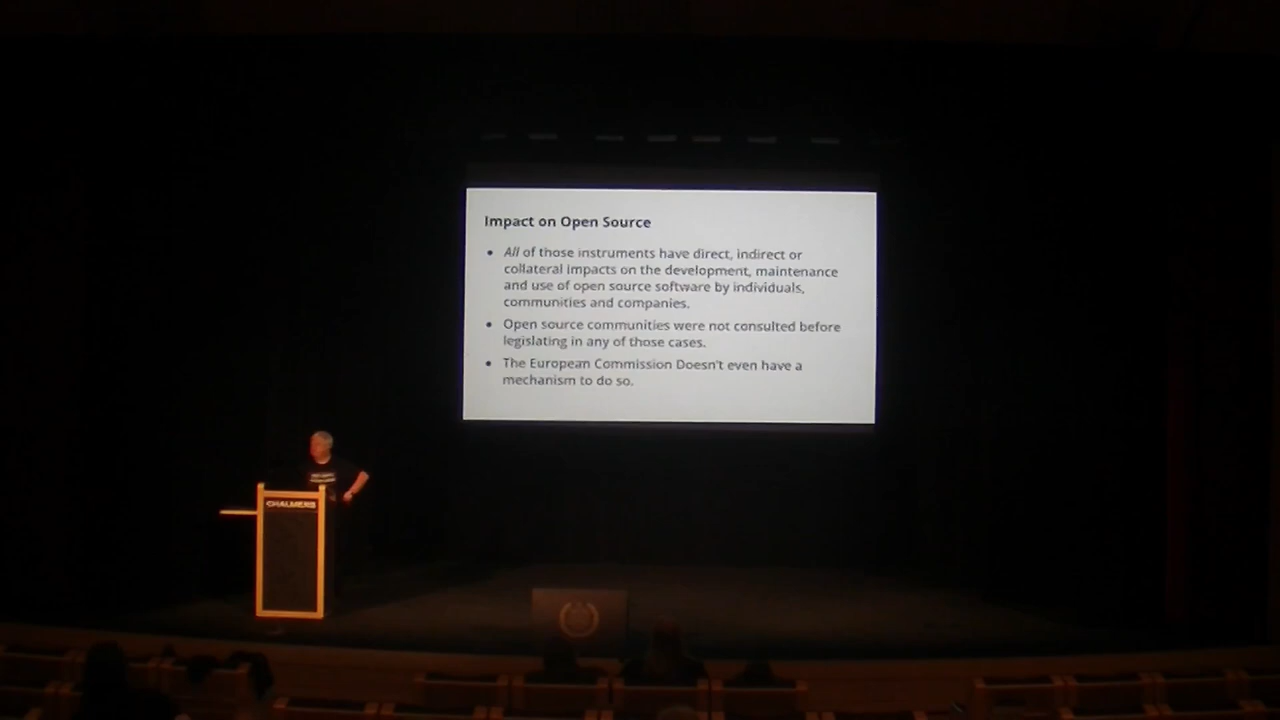 Impact on Open Source
• All of those instruments have direct, indirect or
collateral impacts on the development, maintenance
and use of open source software by individuals,
communities and companies.
• Open source communities were not consulted before
legislating in any of those cases.
• The European Commission Doesn't even have a
mechanism to do so.
CHALMERS